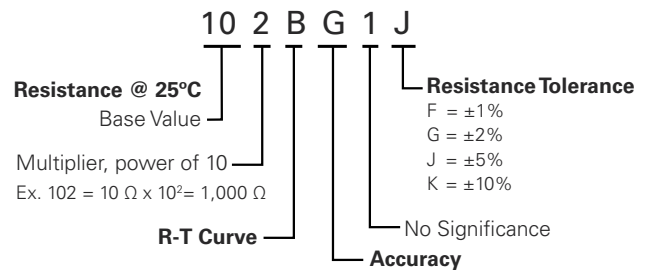 10 2 B G 1 J
Resistance @ 25ºC
Base Value
Multiplier, power of 10
Ex. 102 = 10 Ω x 10²= 1,000 Ω
R-T Curve
Resistance Tolerance
F = ±1%
G = ±2%
J = ±5%
K = ±10%
No Significance
Accuracy